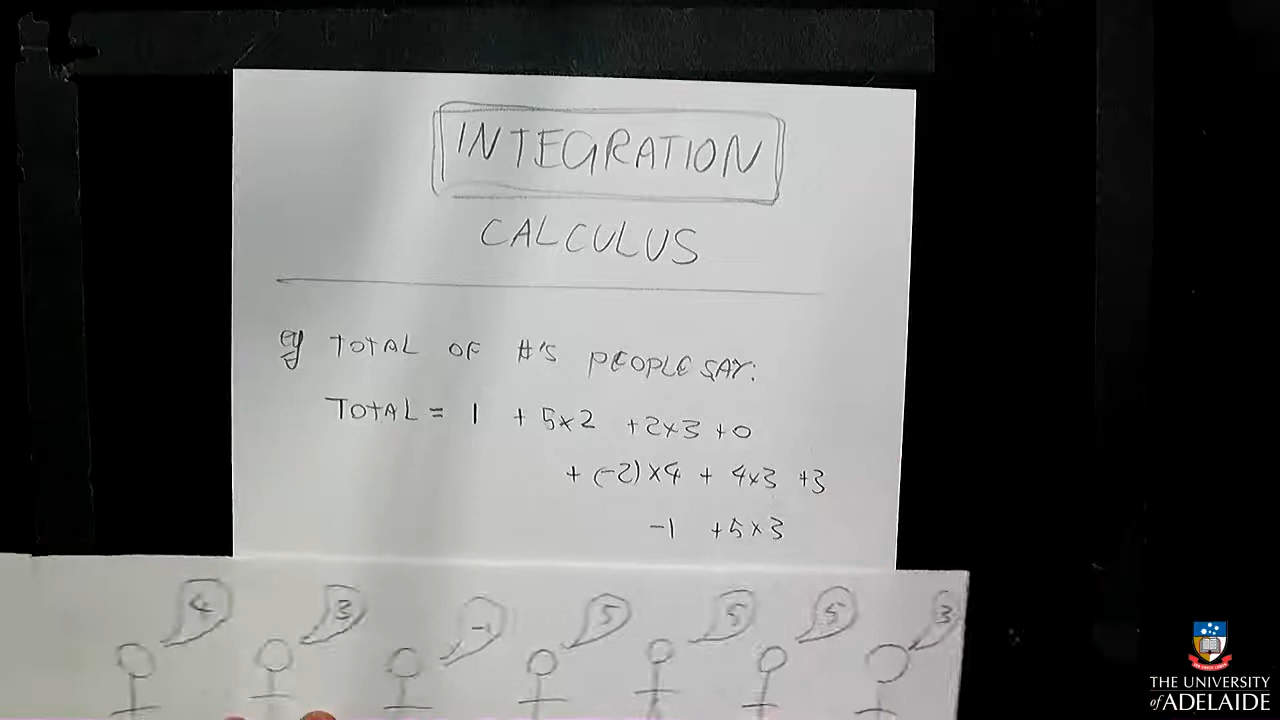 INTEGRATION
CALCULUS
eg TOTAL OF #'S PEOPLE SAY:
TOTAL = 1 + 5×2 +2×3 +0
+ (-2)×4 + 4×3 +3
-1 +5×3
4 3 -1 5 5 5 3
THE UNIVERSITY
of ADELAIDE